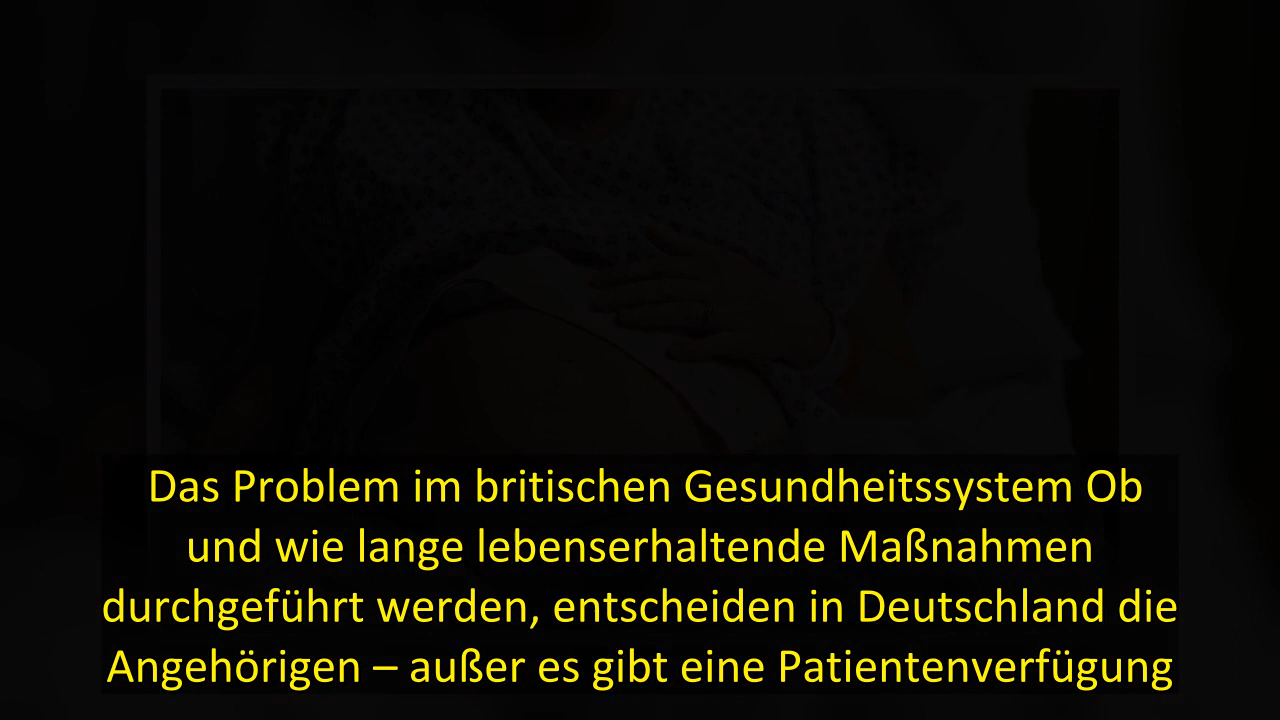 Das Problem im britischen Gesundheitssystem Ob
und wie lange lebenserhaltende Maßnahmen
durchgeführt werden, entscheiden in Deutschland die
Angehörigen – außer es gibt eine Patientenverfügung